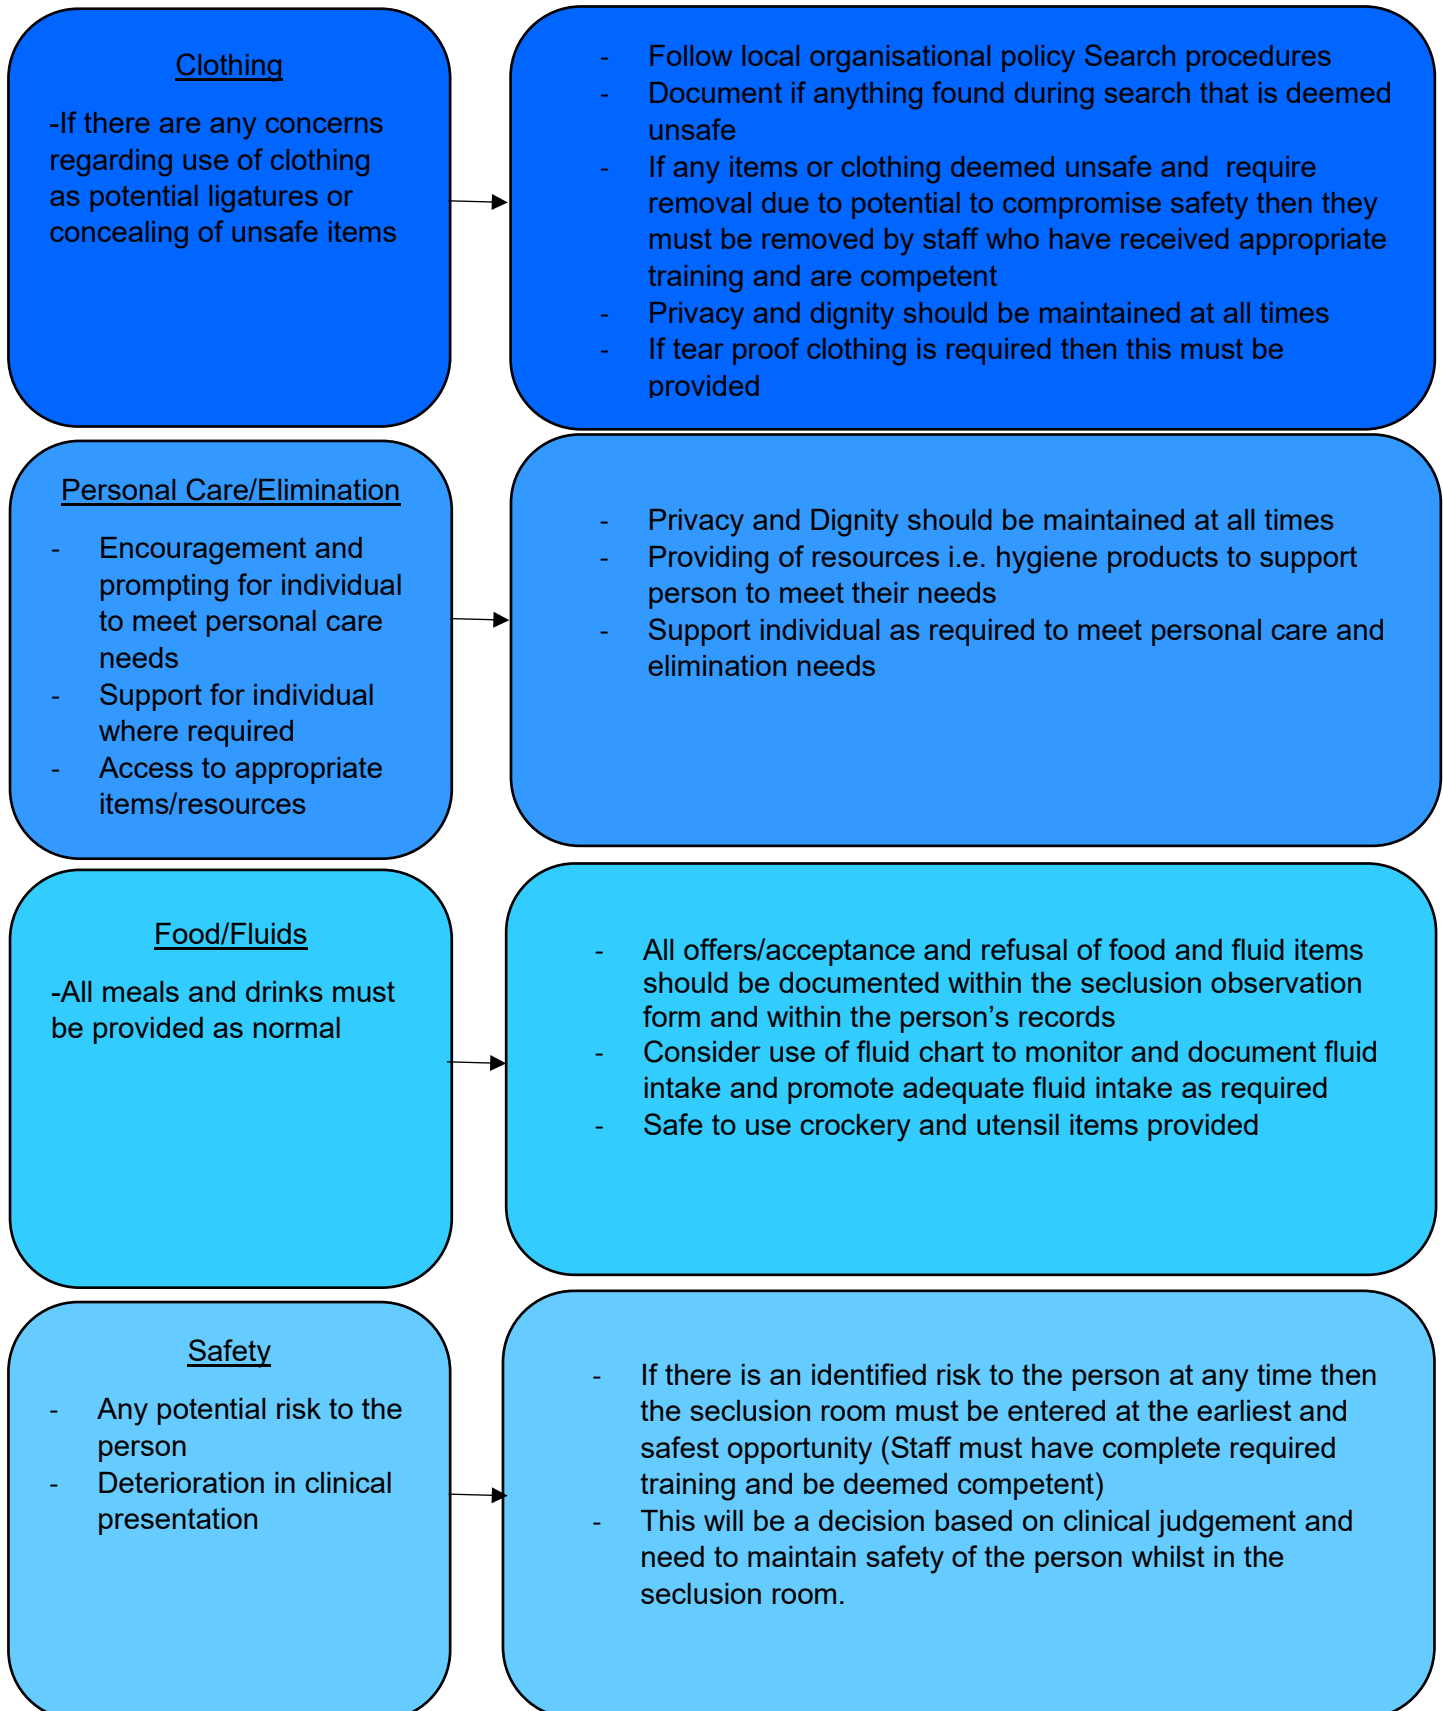 Clothing
-If there are any concerns
regarding use of clothing
as potential ligatures or
concealing of unsafe items
- Follow local organisational policy Search procedures
- Document if anything found during search that is deemed
unsafe
- If any items or clothing deemed unsafe and  require
removal due to potential to compromise safety then they
must be removed by staff who have received appropriate
training and are competent
- Privacy and dignity should be maintained at all times
- If tear proof clothing is required then this must be
provided
Personal Care/Elimination
- Encouragement and
prompting for individual
to meet personal care
needs
- Support for individual
where required
- Access to appropriate
items/resources
- Privacy and Dignity should be maintained at all times
- Providing of resources i.e. hygiene products to support
person to meet their needs
- Support individual as required to meet personal care and
elimination needs
Food/Fluids
-All meals and drinks must
be provided as normal
- All offers/acceptance and refusal of food and fluid items
should be documented within the seclusion observation
form and within the person’s records
- Consider use of fluid chart to monitor and document fluid
intake and promote adequate fluid intake as required
- Safe to use crockery and utensil items provided
Safety
- Any potential risk to the
person
- Deterioration in clinical
presentation
- If there is an identified risk to the person at any time then
the seclusion room must be entered at the earliest and
safest opportunity (Staff must have complete required
training and be deemed competent)
- This will be a decision based on clinical judgement and
need to maintain safety of the person whilst in the
seclusion room.